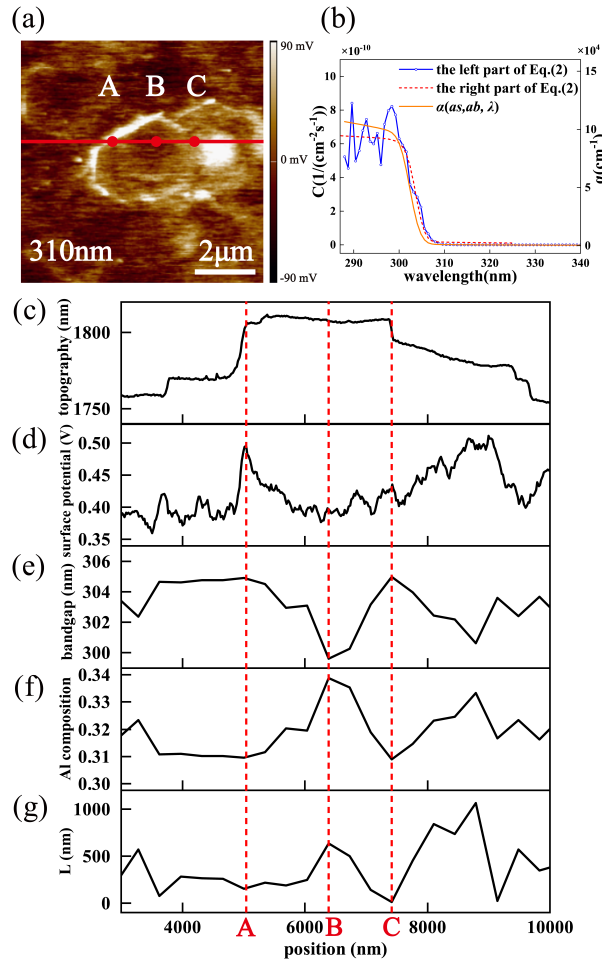 (a)
90 mV
A B C
0 mV
310nm
2μm
-90 mV
(b)
×10⁻¹⁰
×10⁴
the left part of Eq.(2)
the right part of Eq.(2)
α(as,ab, λ)
C(1/(cm⁻²s⁻¹))
10
8
6
4
2
0
15
10
5
0
α(cm⁻¹)
290 300 310 320 330 340
wavelength(nm)
(c)
topography (nm)
1800
1750
(d)
surface potential (V)
0.50
0.45
0.40
0.35
(e)
bandgap (nm)
306
304
302
300
(f)
Al composition
0.34
0.33
0.32
0.31
0.30
(g)
L (nm)
1000
500
0
4000 6000 8000 10000
A B C
position (nm)